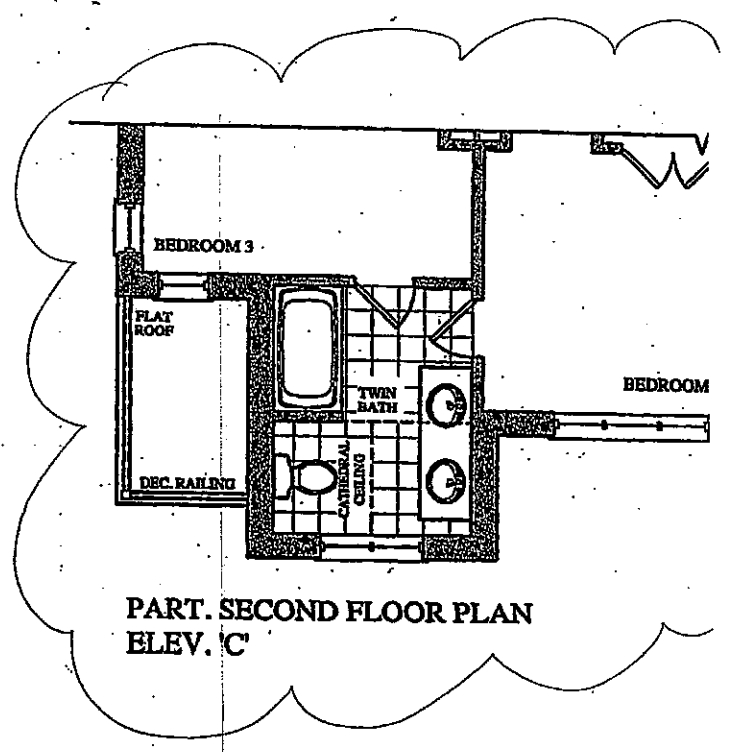 BEDROOM 3
FLAT
ROOF
BEDROOM
TWIN
BATH
CATHEDRAL
CEILING
DEC. RAILING
PART. SECOND FLOOR PLAN
ELEV. 'C'